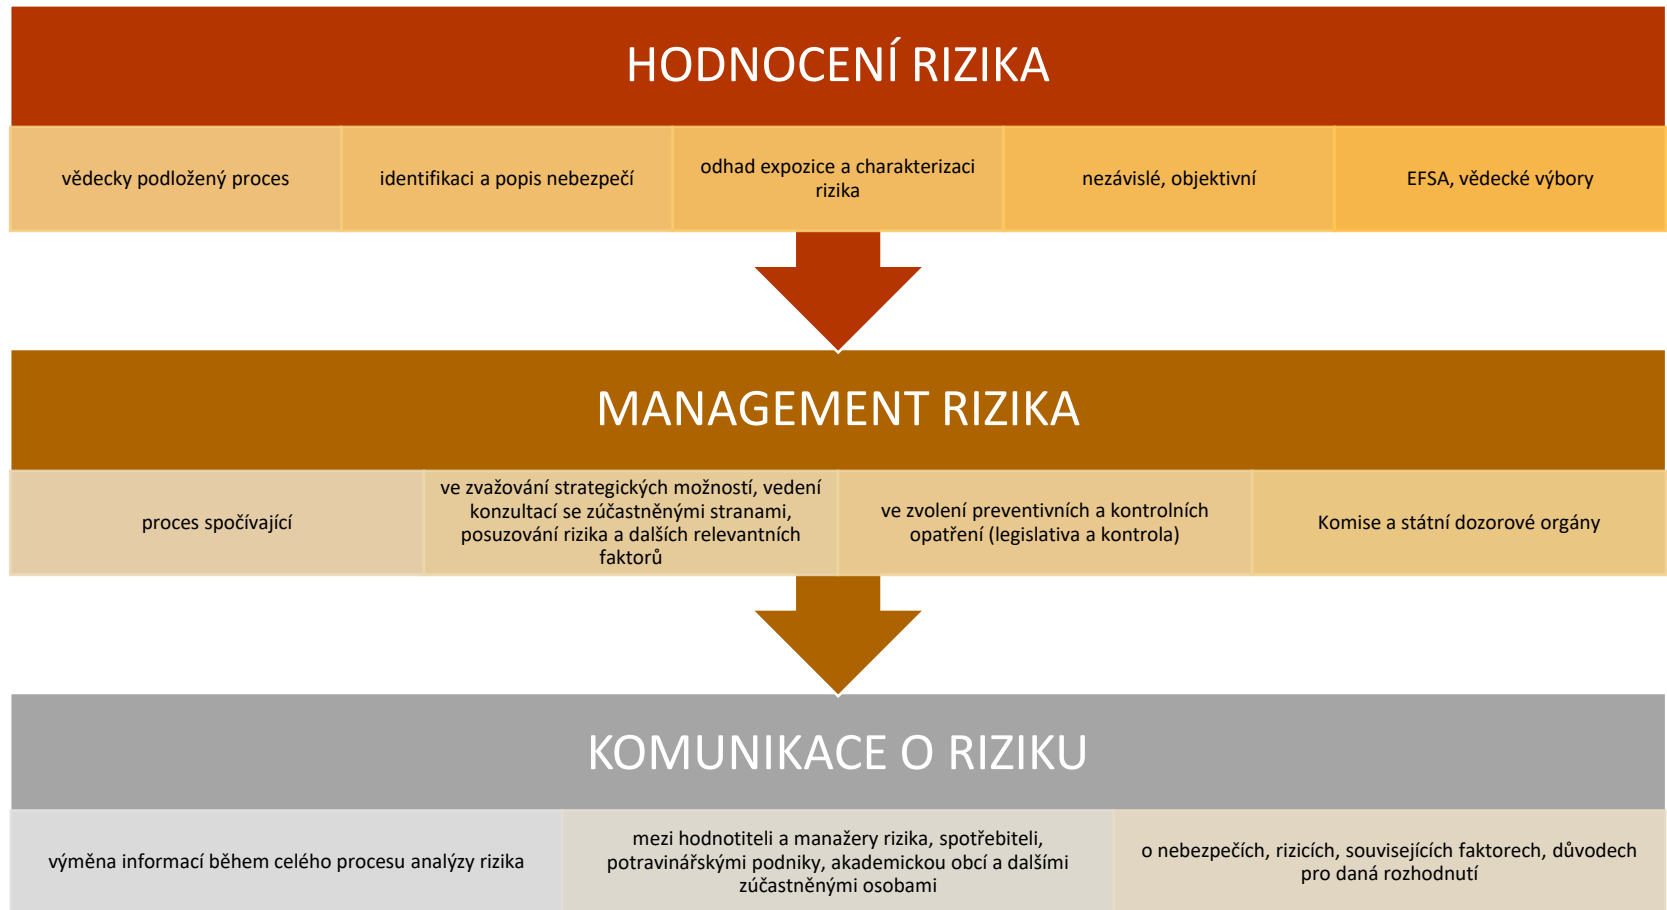 HODNOCENÍ RIZIKA
vědecky podložený proces
identifikaci a popis nebezpečí
odhad expozice a charakterizaci
rizika
nezávislé, objektivní
EFSA, vědecké výbory
MANAGEMENT RIZIKA
proces spočívající
ve zvažování strategických možností, vedení
konzultací se zúčastněnými stranami,
posuzování rizika a dalších relevantních
faktorů
ve zvolení preventivních a kontrolních
opatření (legislativa a kontrola)
Komise a státní dozorové orgány
KOMUNIKACE O RIZIKU
výměna informací během celého procesu analýzy rizika
mezi hodnotiteli a manažery rizika, spotřebiteli,
potravinářskými podniky, akademickou obcí a dalšími
zúčastněnými osobami
o nebezpečích, rizicích, souvisejících faktorech, důvodech
pro daná rozhodnutí